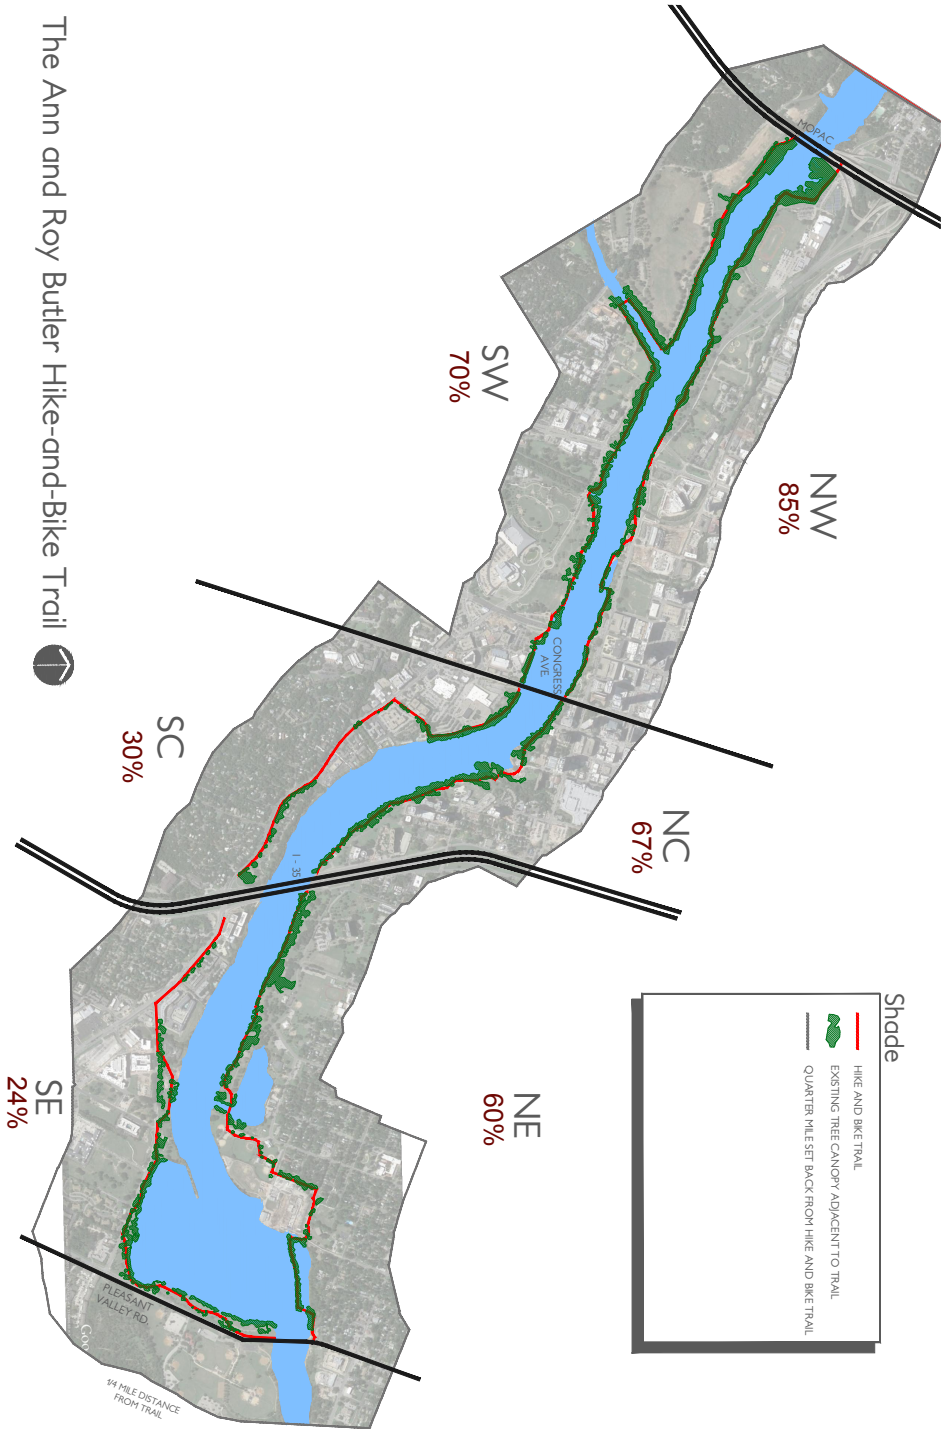 The Ann and Roy Butler Hike-and-Bike Trail
Shade
HIKE AND BIKE TRAIL
EXISTING TREE CANOPY ADJACENT TO TRAIL
QUARTER MILE SET BACK FROM HIKE AND BIKE TRAIL
NW
85%
NC
67%
NE
60%
SW
70%
SC
30%
SE
24%
MOPAC
CONGRESS
AVE
I - 35
PLEASANT
VALLEY RD.
1/4 MILE DISTANCE
FROM TRAIL
Goo